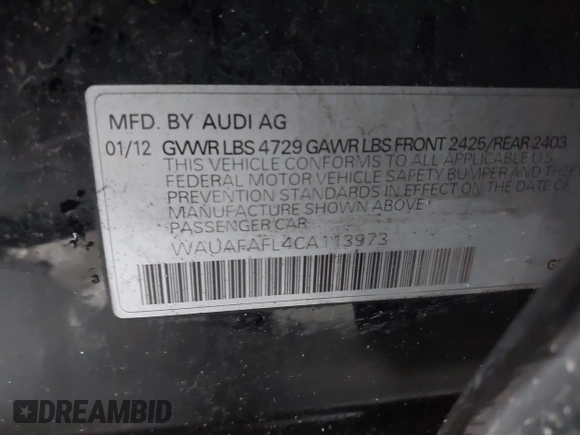 MFD. BY AUDI AG
01/12 GVWR LBS 4729 GAWR LBS FRONT 2425/REAR 2403
THIS VEHICLE CONFORMS TO ALL APPLICABLE U.S.
FEDERAL MOTOR VEHICLE SAFETY BUMPER AND THEF
PREVENTION STANDARDS IN EFFECT ON THE DATE OF
MANUFACTURE SHOWN ABOVE
PASSENGER CAR
WAUAFAFL4CA113973
3
G
DREAMBID